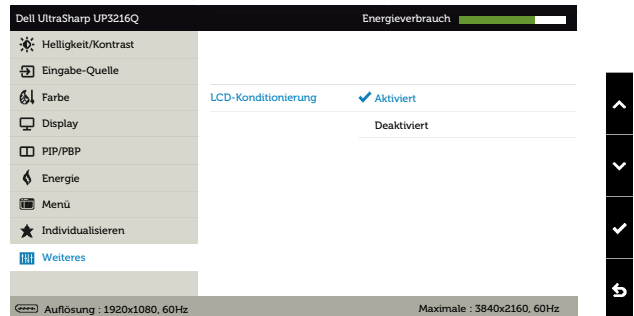 Dell UltraSharp UP3216Q Energieverbrauch
Helligkeit/Kontrast
Eingabe-Quelle
Farbe LCD-Konditionierung Aktiviert
Display Deaktiviert
PIP/PBP
Energie
Menü
Individualisieren
Weiteres
Auflösung : 1920x1080, 60Hz Maximale : 3840x2160, 60Hz